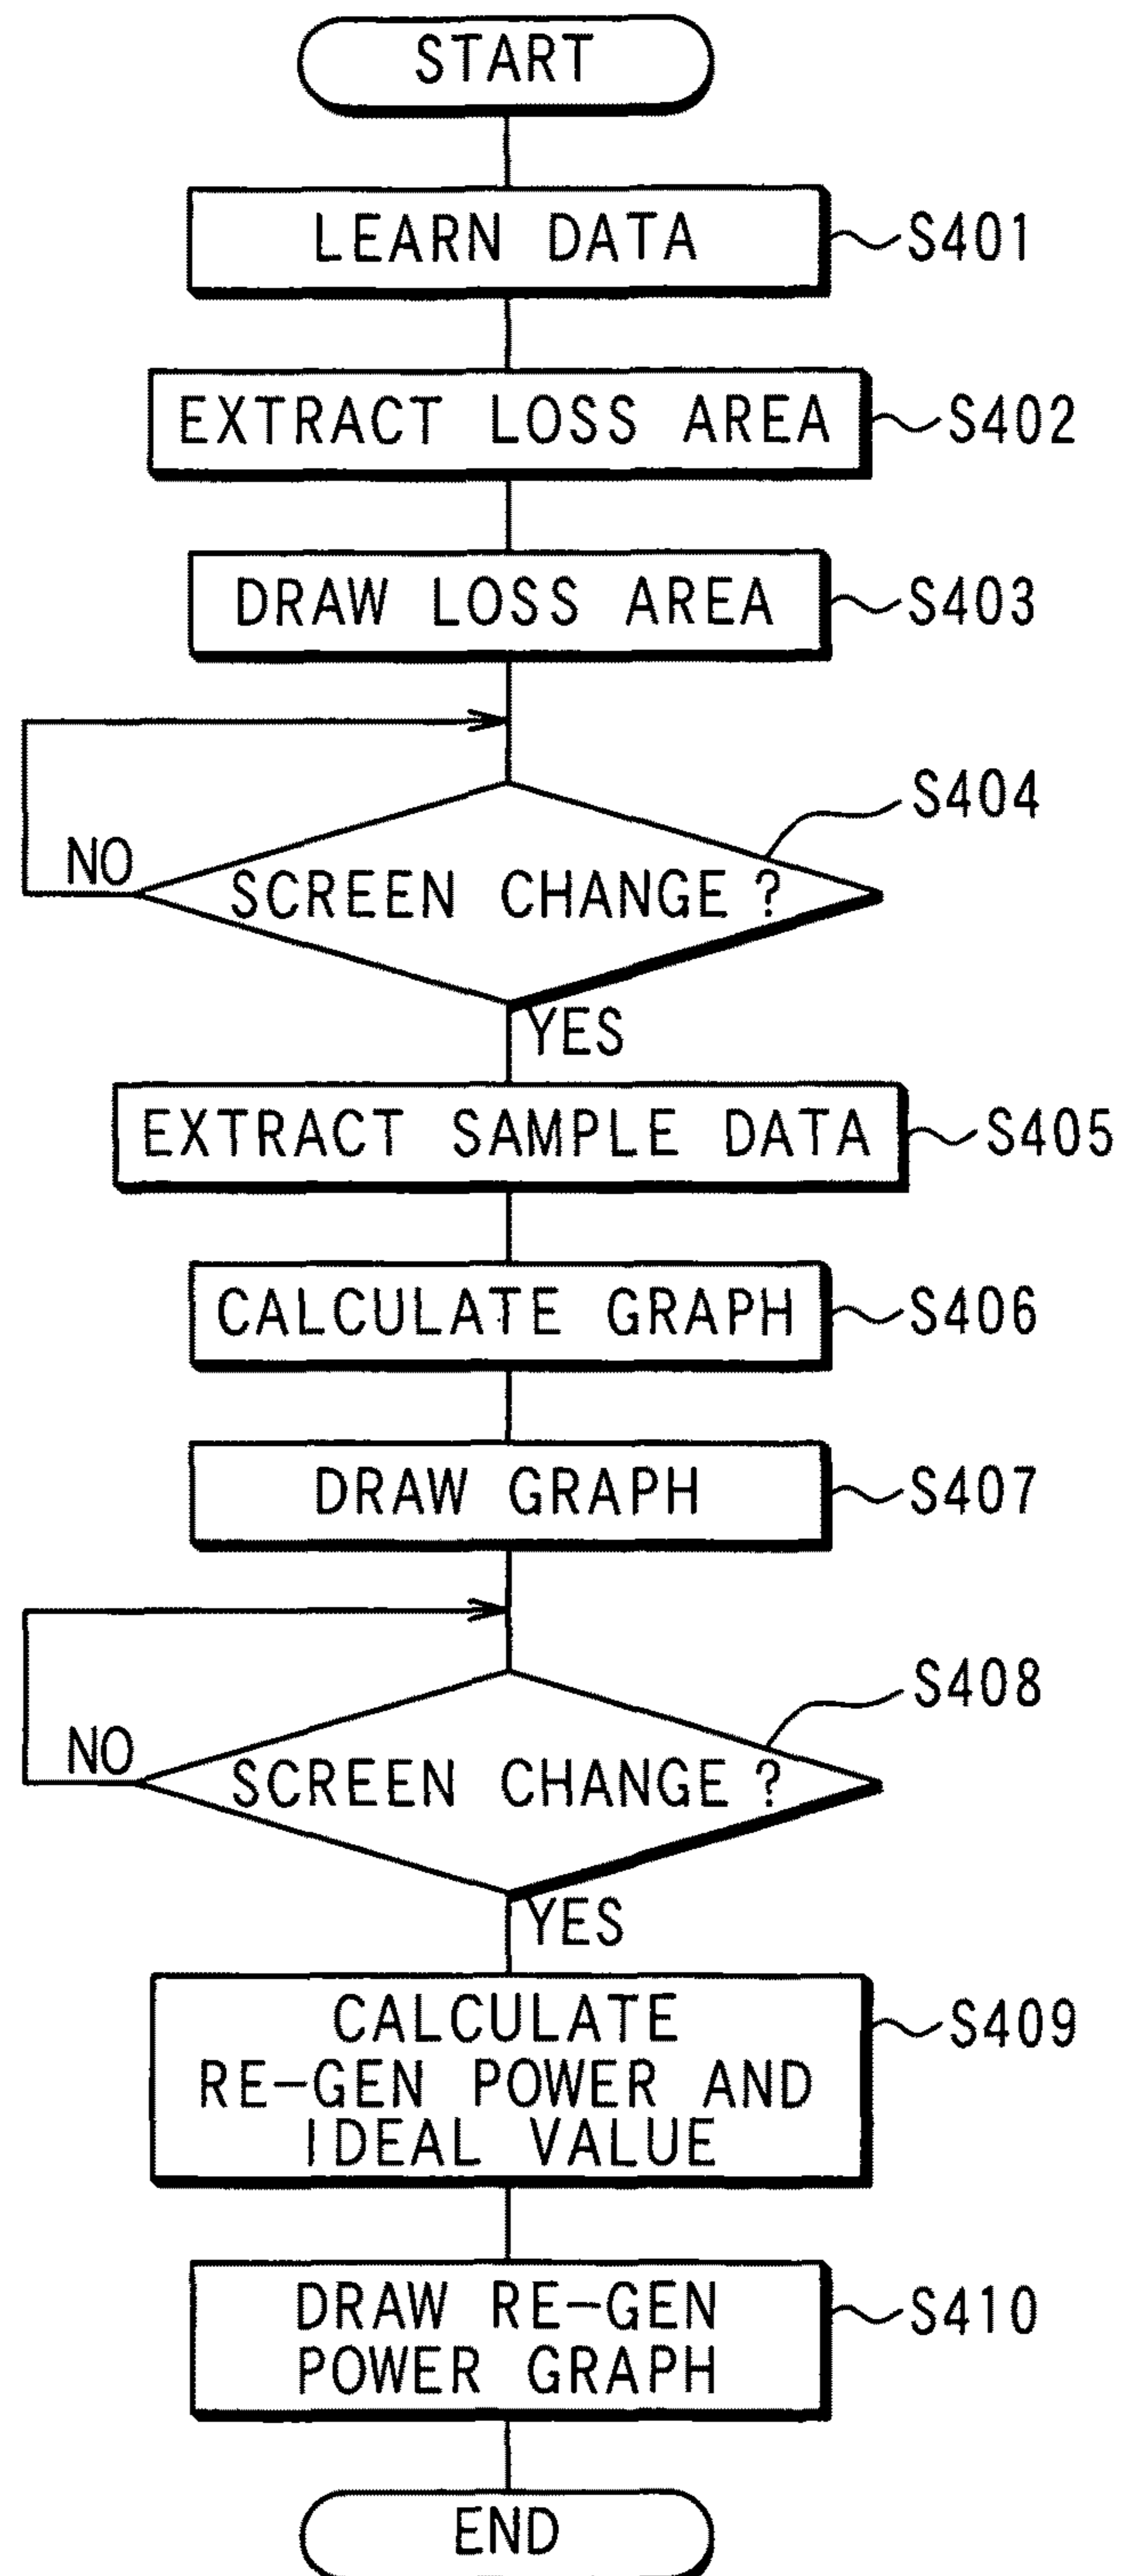 START
LEARN DATA
S401
EXTRACT LOSS AREA
S402
DRAW LOSS AREA
S403
S404
NO
SCREEN CHANGE ?
YES
EXTRACT SAMPLE DATA
S405
CALCULATE GRAPH
S406
DRAW GRAPH
S407
S408
NO
SCREEN CHANGE ?
YES
CALCULATE
RE-GEN POWER AND
IDEAL VALUE
S409
DRAW RE-GEN
POWER GRAPH
S410
END